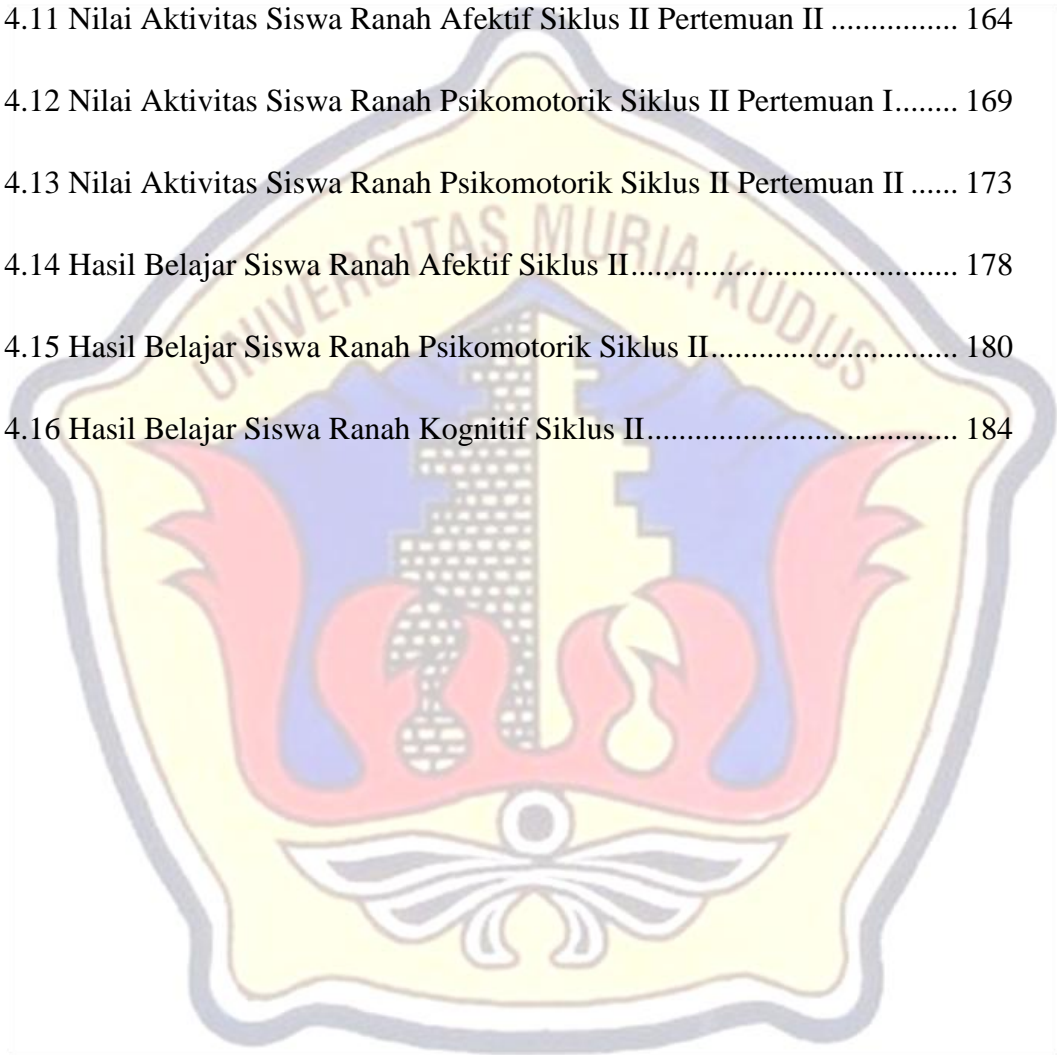 4.11 Nilai Aktivitas Siswa Ranah Afektif Siklus II Pertemuan II ............... 164
4.12 Nilai Aktivitas Siswa Ranah Psikomotorik Siklus II Pertemuan I........ 169
4.13 Nilai Aktivitas Siswa Ranah Psikomotorik Siklus II Pertemuan II ...... 173
UNIVERSITAS MURIA KUDUS
4.14 Hasil Belajar Siswa Ranah Afektif Siklus II...................................... 178
4.15 Hasil Belajar Siswa Ranah Psikomotorik Siklus II............................. 180
4.16 Hasil Belajar Siswa Ranah Kognitif Siklus II.................................... 184